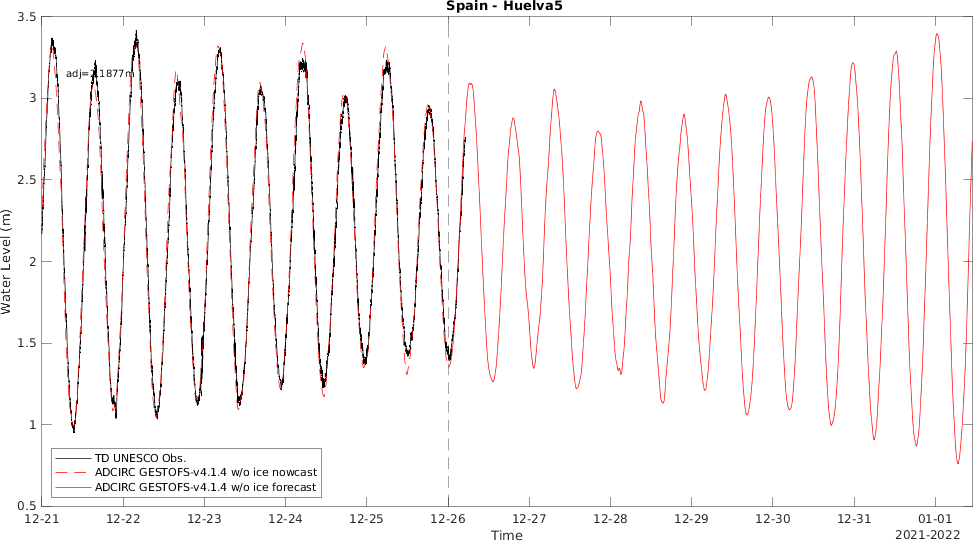 Spain - Huelva5
3.5
3
2.5
2
1.5
1
0.5
Water Level (m)
adj=2.1877m
TD UNESCO Obs.
ADCIRC GESTOFS-v4.1.4 w/o ice nowcast
ADCIRC GESTOFS-v4.1.4 w/o ice forecast
12-21 12-22 12-23 12-24 12-25 12-26 12-27 12-28 12-29 12-30 12-31 01-01
Time
2021-2022